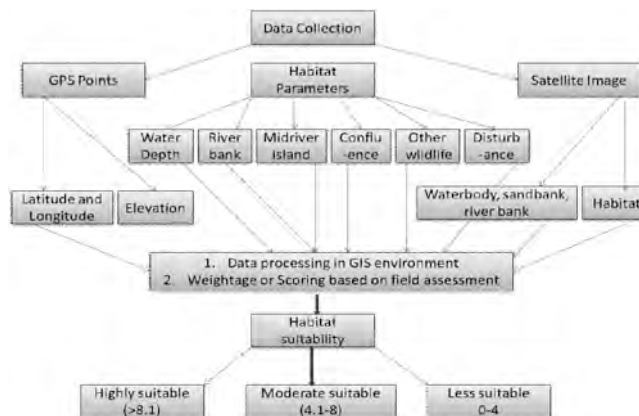 Data Collection
GPS Points
Habitat
Parameters
Satellite Image
Water
Depth
River
bank
Midriver
island
Conflu
-ence
Other
wildlife
Disturb
-ance
Latitude and
Longitude
Elevation
Waterbody, sandbank,
river bank
Habitat
1. Data processing in GIS environment
2. Weightage or Scoring based on field assessment
Habitat
suitability
Highly suitable
(>8.1)
Moderate suitable
(4.1-8)
Less suitable
0-4